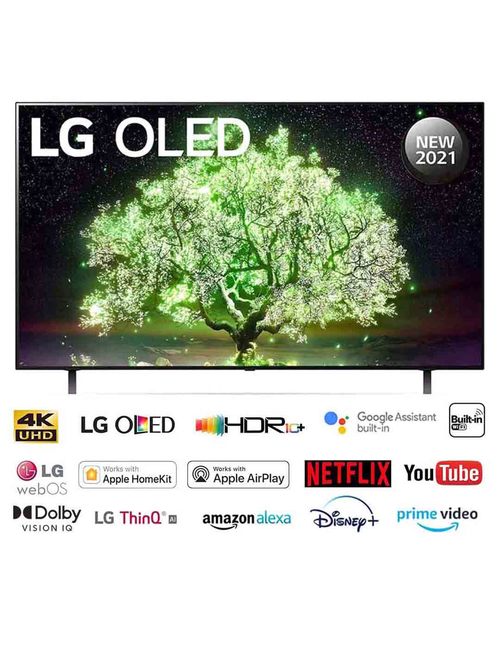 LG OLED
NEW
2021
4K
UHD
LG OLED
HDR10+
Google Assistant
built-in
Built-in
WiFi
LG
webOS
Works with
Apple HomeKit
Works with
Apple AirPlay
NETFLIX
YouTube
Dolby
VISION IQ
LG ThinQ AI
amazon alexa
Disney+
prime video